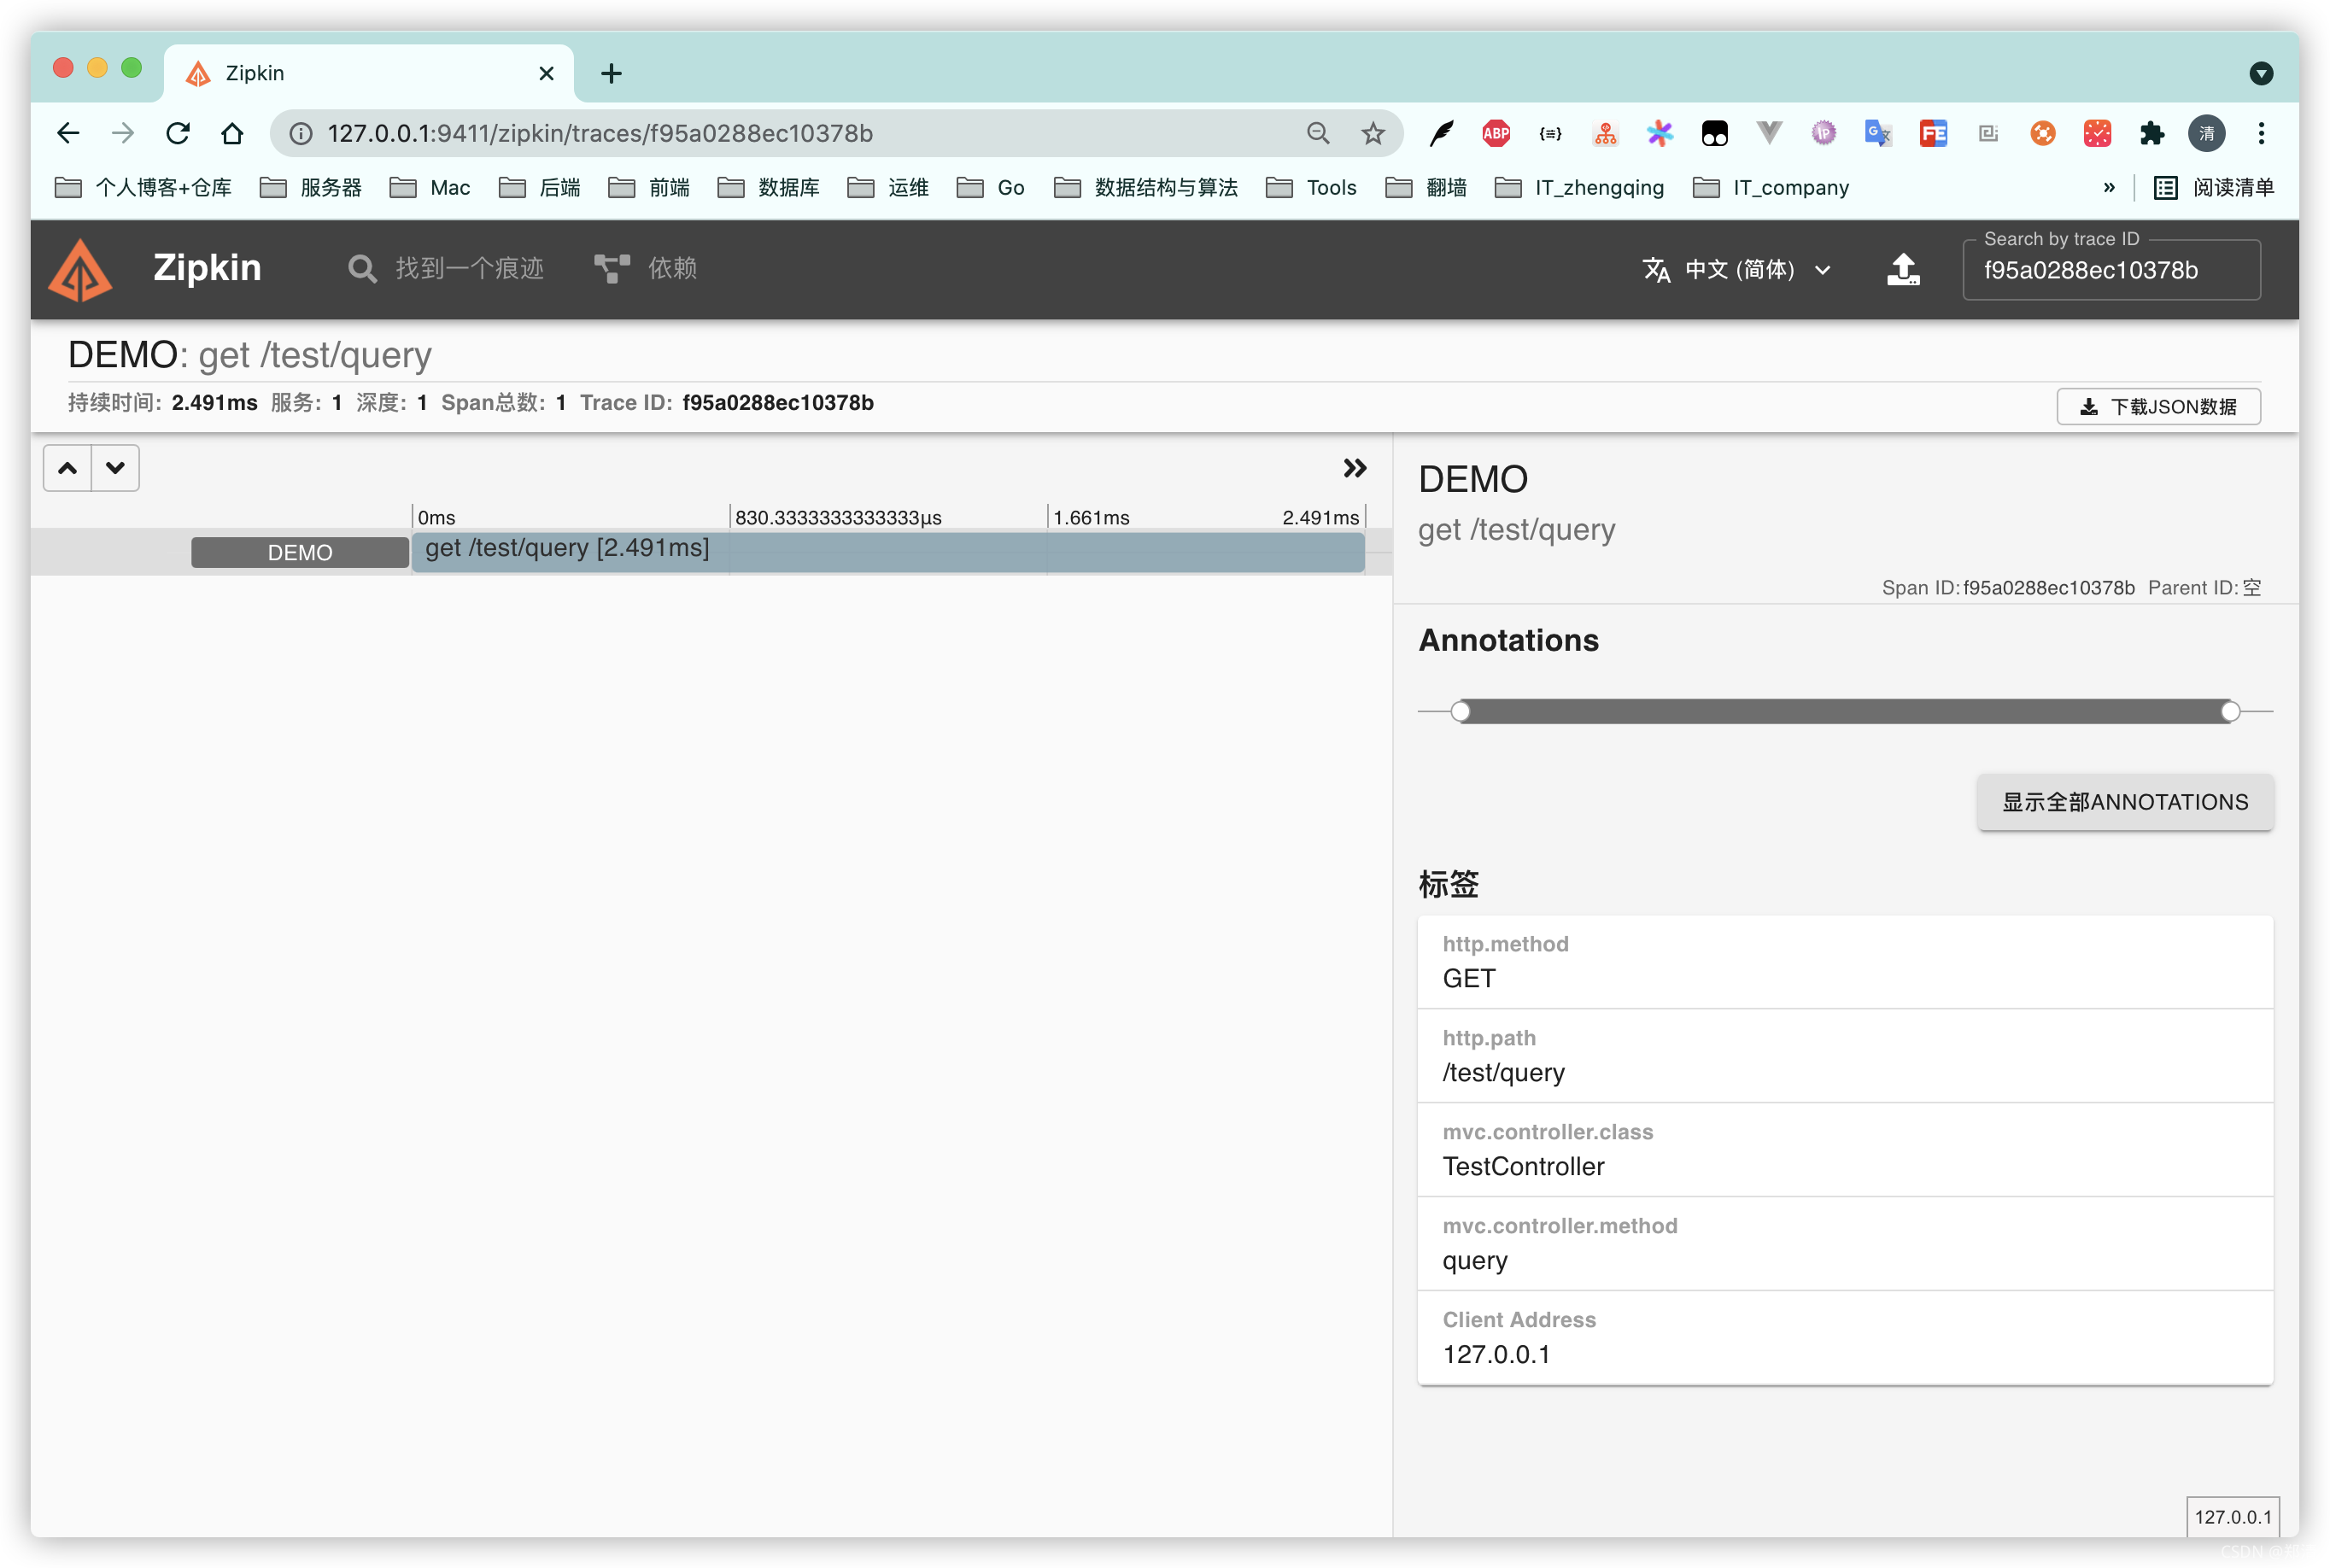 Zipkin
127.0.0.1:9411/zipkin/traces/f95a0288ec10378b
ABP
清
个人博客+仓库 服务器 Mac 后端 前端 数据库 运维 Go 数据结构与算法 Tools 翻墙 IT_zhengqing IT_company » 阅读清单
Zipkin 找到一个痕迹 依赖 中文 (简体)
Search by trace ID
f95a0288ec10378b
DEMO: get /test/query
持续时间: 2.491ms 服务: 1 深度: 1 Span总数: 1 Trace ID: f95a0288ec10378b
下载JSON数据
0ms 830.3333333333333μs 1.661ms 2.491ms
DEMO get /test/query [2.491ms]
DEMO
get /test/query
Span ID: f95a0288ec10378b Parent ID: 空
Annotations
显示全部ANNOTATIONS
标签
http.method
GET
http.path
/test/query
mvc.controller.class
TestController
mvc.controller.method
query
Client Address
127.0.0.1
127.0.0.1